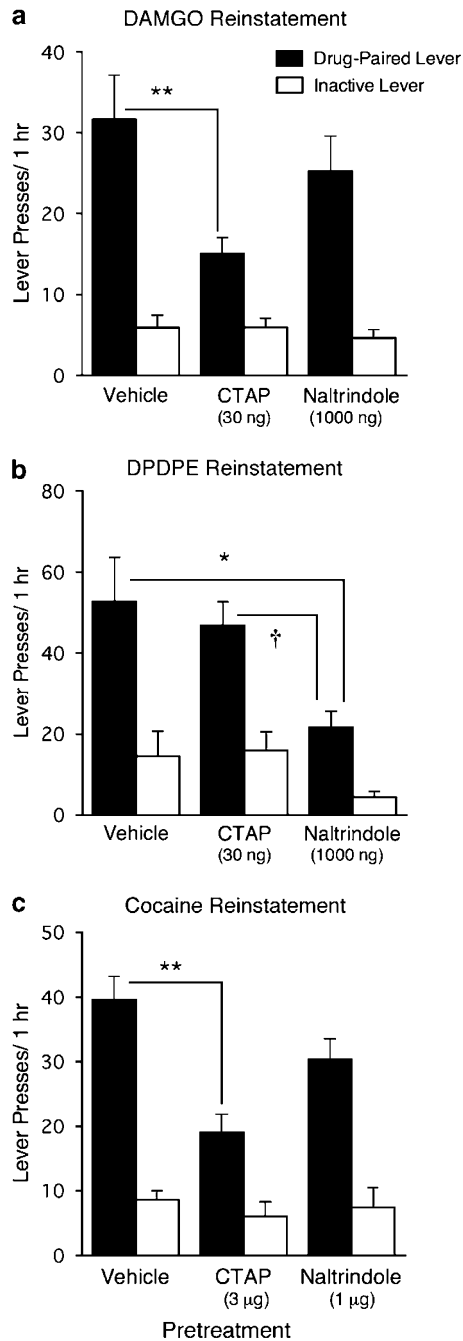 a
DAMGO Reinstatement
40
30
20
10
0
Lever Presses/ 1 hr
Drug-Paired Lever
Inactive Lever
**
Vehicle
CTAP
(30 ng)
Naltrindole
(1000 ng)
b
DPDPE Reinstatement
80
60
40
20
0
Lever Presses/ 1 hr
*
†
Vehicle
CTAP
(30 ng)
Naltrindole
(1000 ng)
c
Cocaine Reinstatement
50
40
30
20
10
0
Lever Presses/ 1 hr
**
Vehicle
CTAP
(3 µg)
Naltrindole
(1 µg)
Pretreatment